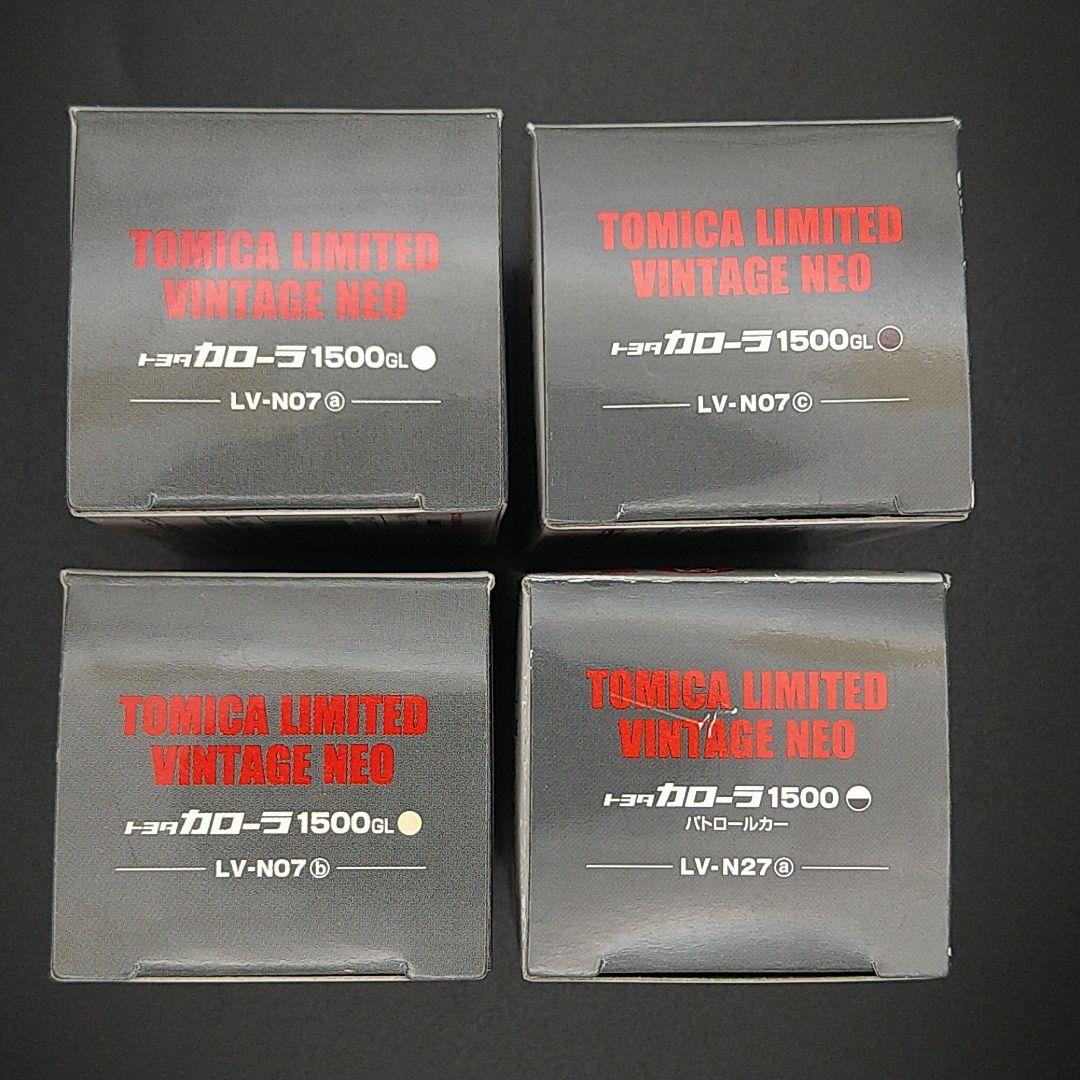 TOMICA LIMITED
VINTAGE NEO
トヨタカローラ1500GL
LV-N07ⓐ
TOMICA LIMITED
VINTAGE NEO
トヨタカローラ1500GL
LV-N07ⓒ
TOMICA LIMITED
VINTAGE NEO
トヨタカローラ1500GL
LV-N07ⓑ
TOMICA LIMITED
VINTAGE NEO
トヨタカローラ1500
パトロールカー
LV-N27ⓐ